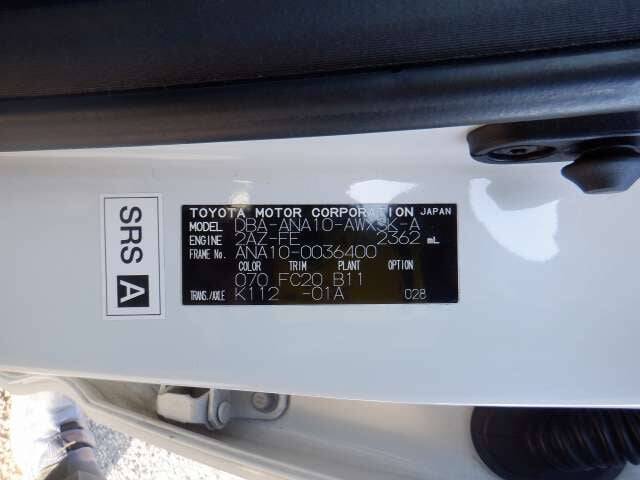 SRS A
TOYOTA MOTOR CORPORATION JAPAN
MODEL DBA-ANA10-AWXSK-A
ENGINE 2AZ-FE 2362 mL
FRAME No. ANA10-0036400
COLOR TRIM PLANT OPTION
070 FC20 B11
TRANS./AXLE K112 -01A 028